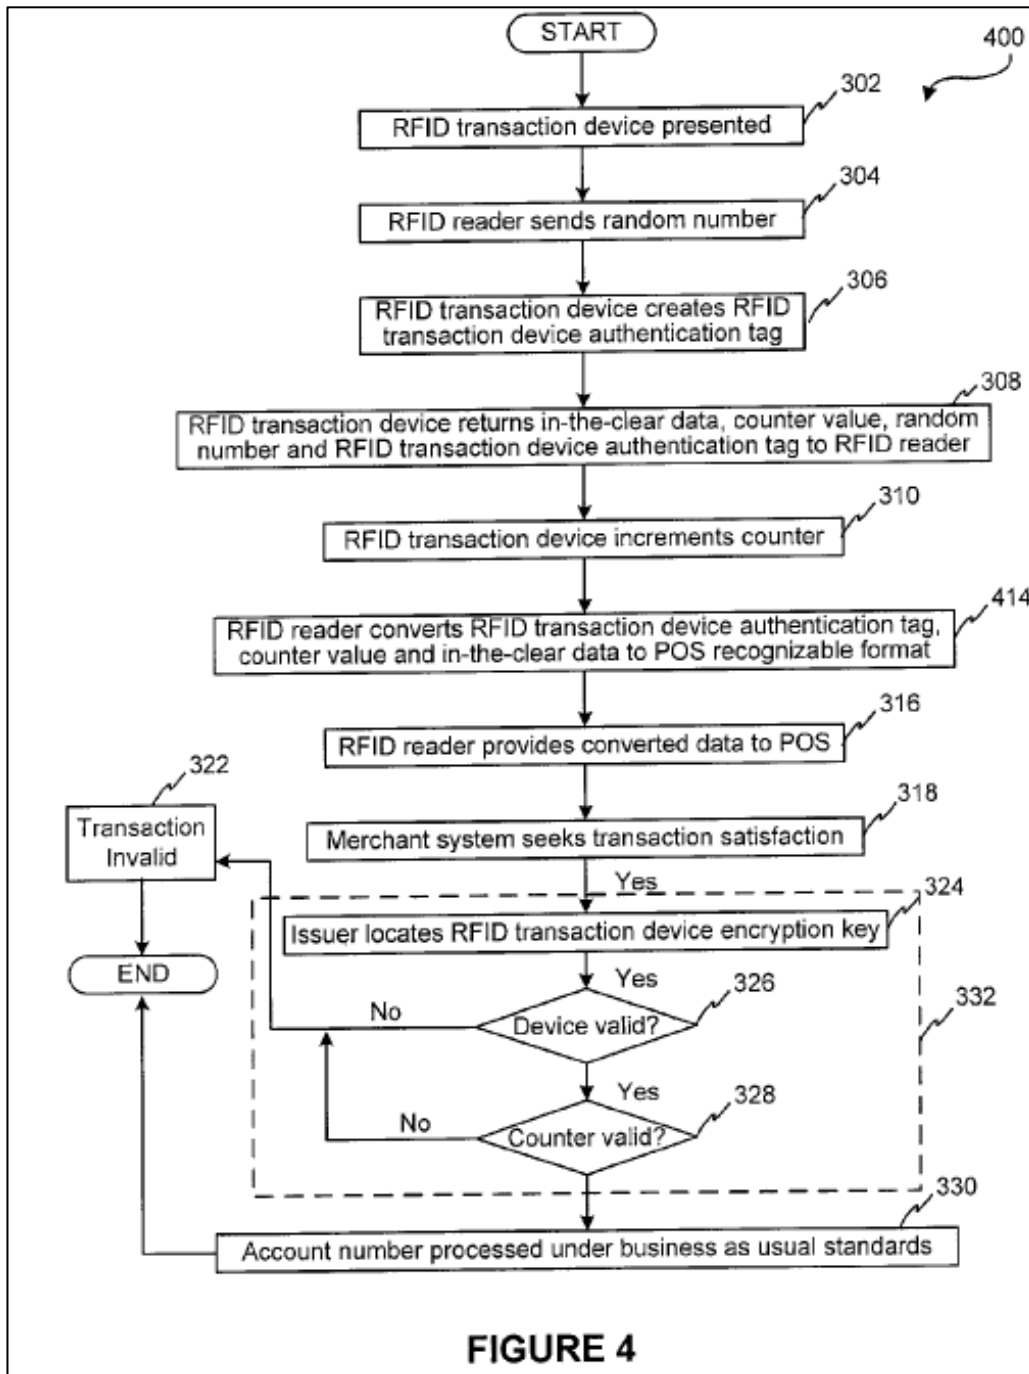 START
400
302
RFID transaction device presented
304
RFID reader sends random number
306
RFID transaction device creates RFID
transaction device authentication tag
308
RFID transaction device returns in-the-clear data, counter value, random
number and RFID transaction device authentication tag to RFID reader
310
RFID transaction device increments counter
414
RFID reader converts RFID transaction device authentication tag,
counter value and in-the-clear data to POS recognizable format
316
RFID reader provides converted data to POS
322
Transaction
Invalid
318
Merchant system seeks transaction satisfaction
Yes
324
Issuer locates RFID transaction device encryption key
END
Yes
326
No
Device valid?
332
Yes
328
No
Counter valid?
330
Account number processed under business as usual standards
FIGURE 4